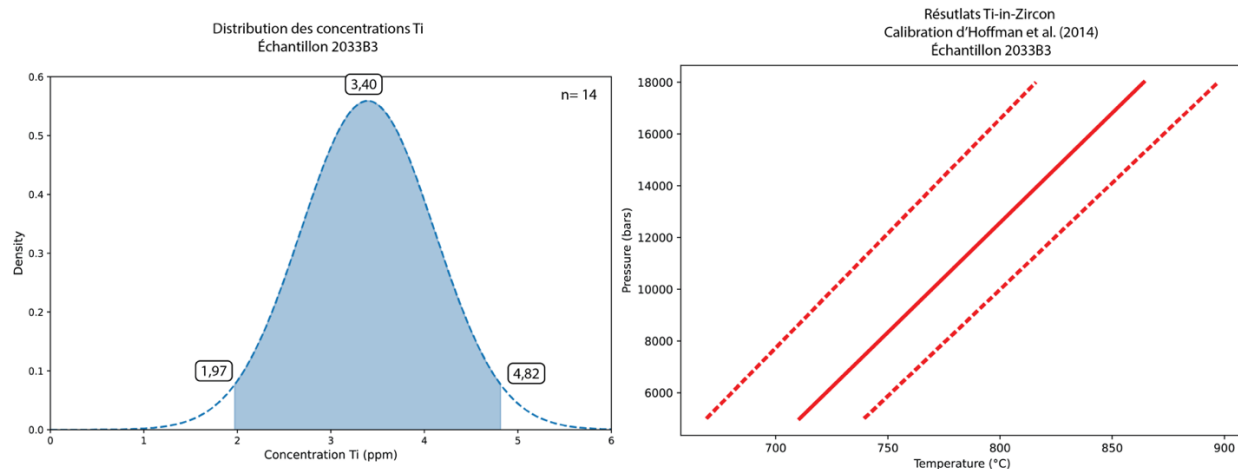 Distribution des concentrations Ti
Échantillon 2033B3
0.6
0.5
0.4
0.3
0.2
0.1
0.0
Density
3,40
n= 14
1,97
4,82
0
1
2
3
4
5
6
Concentration Ti (ppm)
Résutlats Ti-in-Zircon
Calibration d'Hoffman et al. (2014)
Échantillon 2033B3
18000
16000
14000
12000
10000
8000
6000
Pressure (bars)
700
750
800
850
900
Temperature (°C)